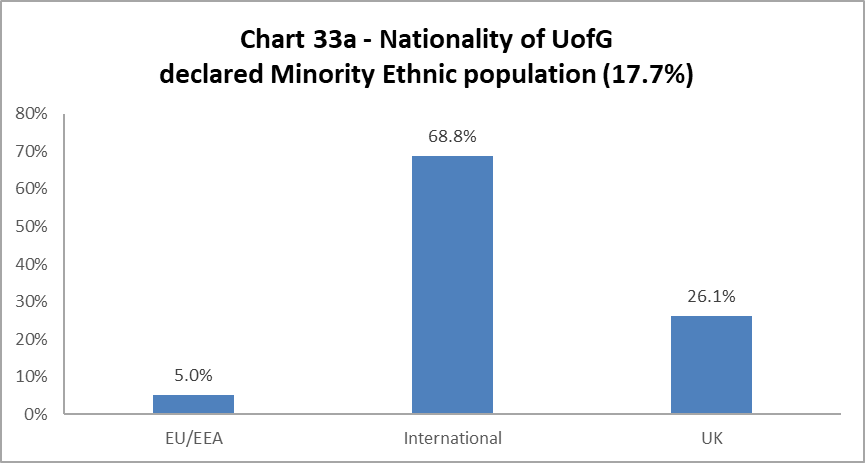 Chart 33a - Nationality of UofG
declared Minority Ethnic population (17.7%)
80%
70%
60%
50%
40%
30%
20%
10%
0%
5.0%
68.8%
26.1%
EU/EEA
International
UK